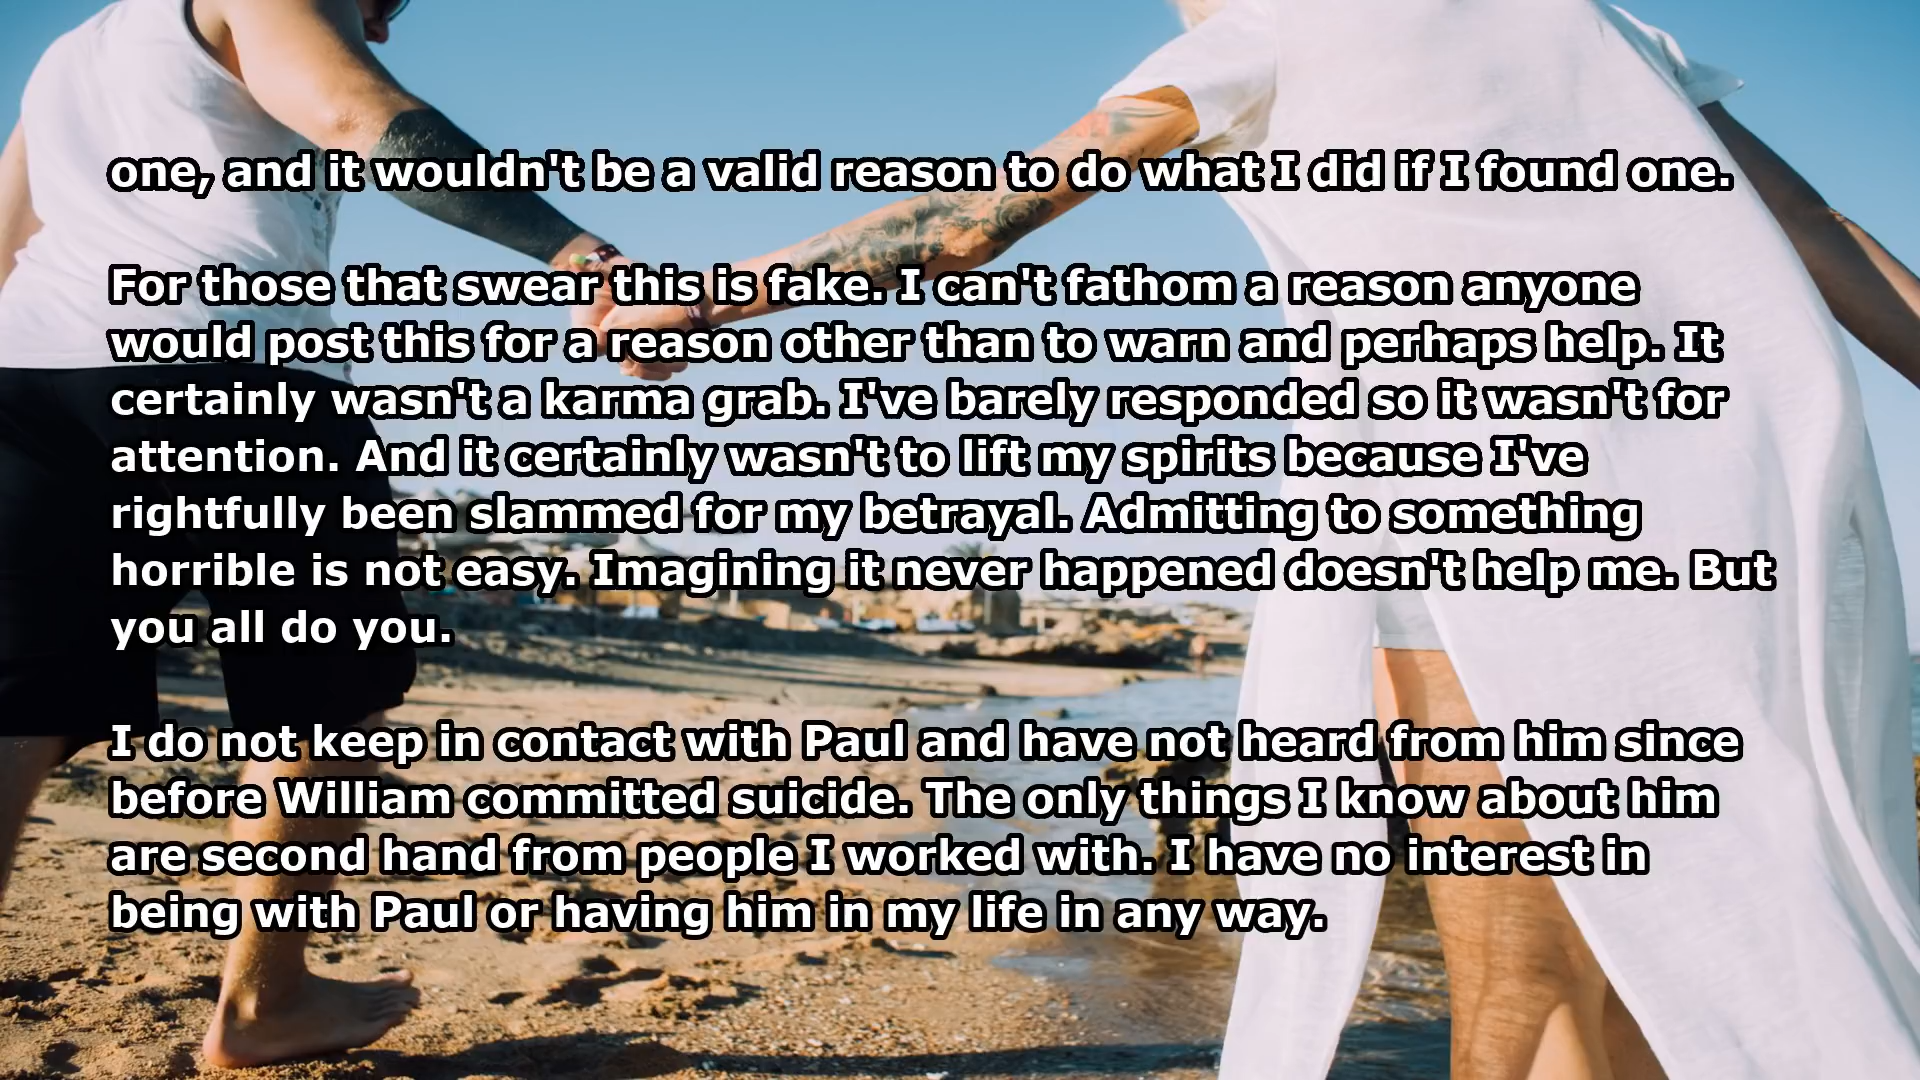 one, and it wouldn't be a valid reason to do what I did if I found one.
For those that swear this is fake. I can't fathom a reason anyone
would post this for a reason other than to warn and perhaps help. It
certainly wasn't a karma grab. I've barely responded so it wasn't for
attention. And it certainly wasn't to lift my spirits because I've
rightfully been slammed for my betrayal. Admitting to something
horrible is not easy. Imagining it never happened doesn't help me. But
you all do you.
I do not keep in contact with Paul and have not heard from him since
before William committed suicide. The only things I know about him
are second hand from people I worked with. I have no interest in
being with Paul or having him in my life in any way.